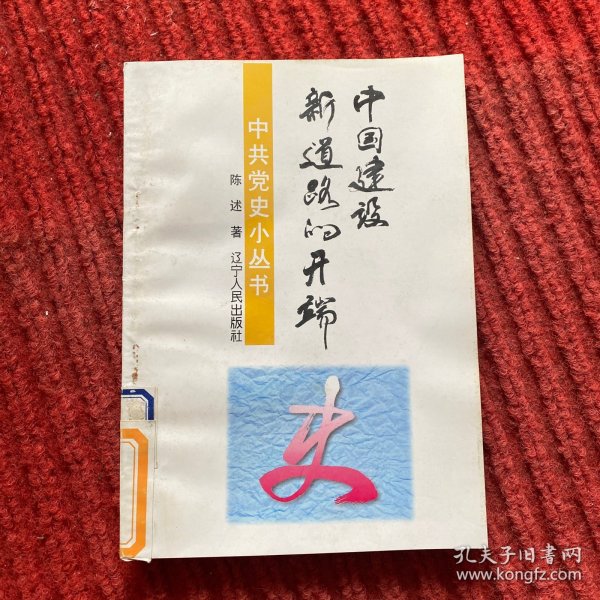 中国建设
新道路的开端
中共党史小丛书
陈述著
辽宁人民出版社
史
孔夫子旧书网
www.kongfz.com